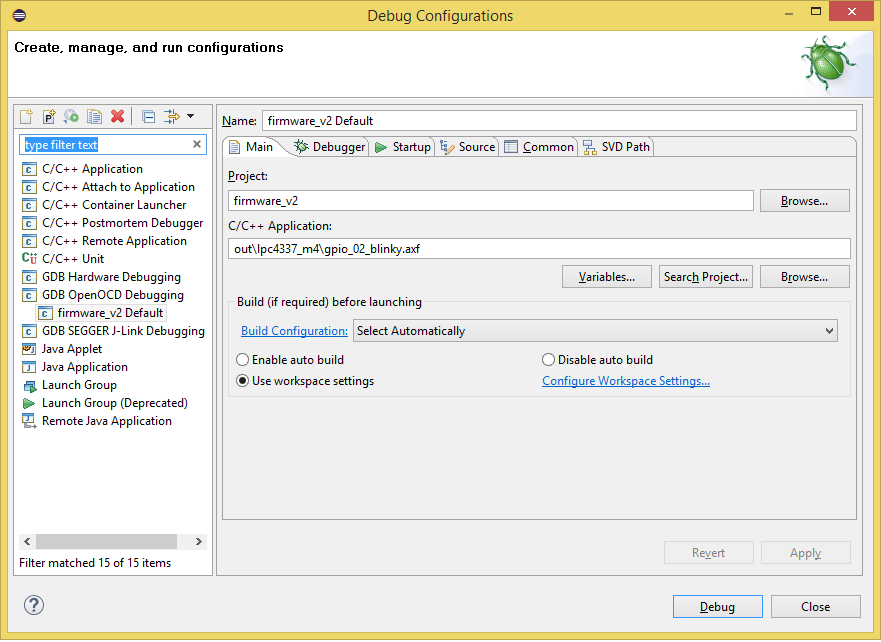 Debug Configurations
Create, manage, and run configurations
type filter text
C/C++ Application
C/C++ Attach to Application
C/C++ Container Launcher
C/C++ Postmortem Debugger
C/C++ Remote Application
C/C++ Unit
GDB Hardware Debugging
GDB OpenOCD Debugging
firmware_v2 Default
GDB SEGGER J-Link Debugging
Java Applet
Java Application
Launch Group
Launch Group (Deprecated)
Remote Java Application
Filter matched 15 of 15 items
Name: firmware_v2 Default
Main Debugger Startup Source Common SVD Path
Project:
firmware_v2 Browse...
C/C++ Application:
out\lpc4337_m4\gpio_02_blinky.axf
Variables... Search Project... Browse...
Build (if required) before launching
Build Configuration: Select Automatically
Enable auto build Disable auto build
Use workspace settings Configure Workspace Settings...
Revert Apply
Debug Close